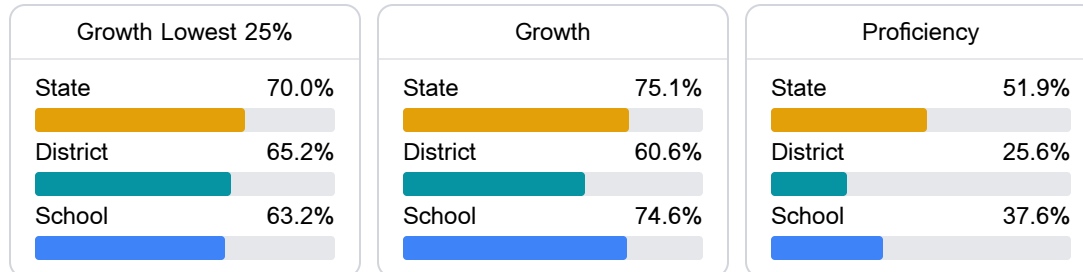 Growth Lowest 25%
State 70.0%
District 65.2%
School 63.2%
Growth
State 75.1%
District 60.6%
School 74.6%
Proficiency
State 51.9%
District 25.6%
School 37.6%